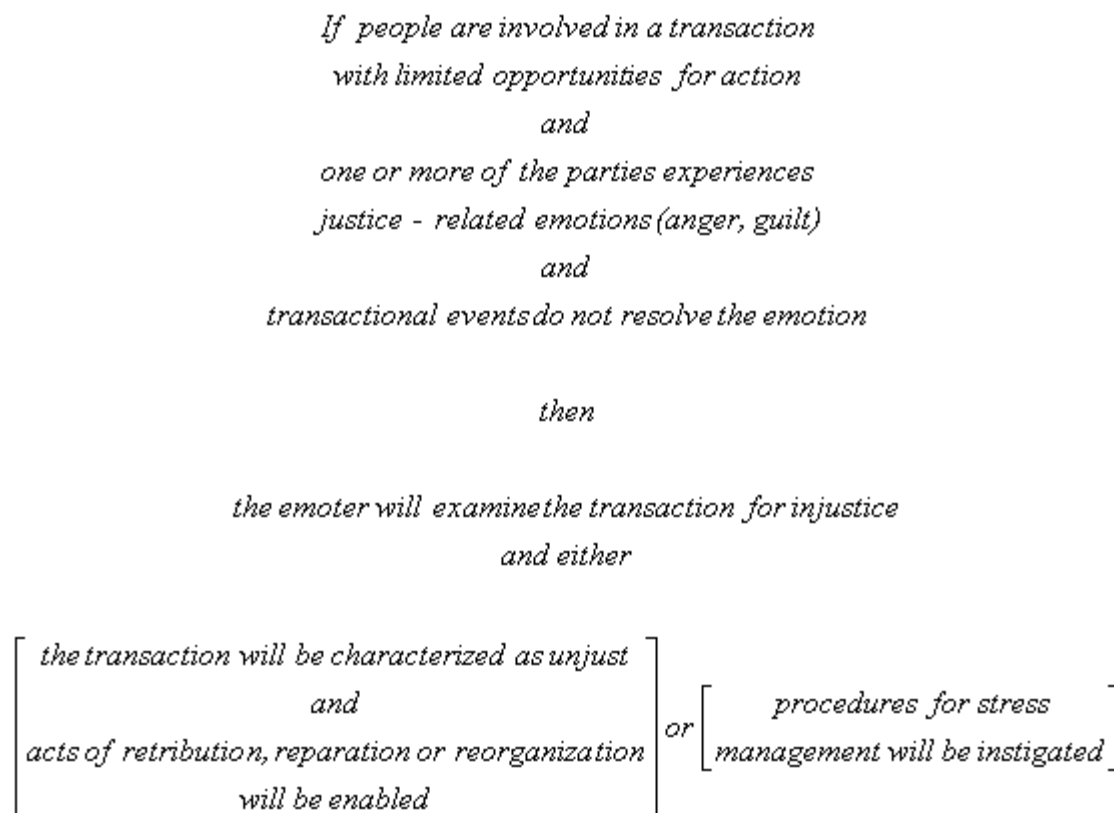 If people are involved in a transaction
with limited opportunities for action
and
one or more of the parties experiences
justice - related emotions (anger, guilt)
and
transactional events do not resolve the emotion
then
the emoter will examine the transaction for injustice
and either
the transaction will be characterized as unjust
and
acts of retribution, reparation or reorganization
will be enabled
or
procedures for stress
management will be instigated